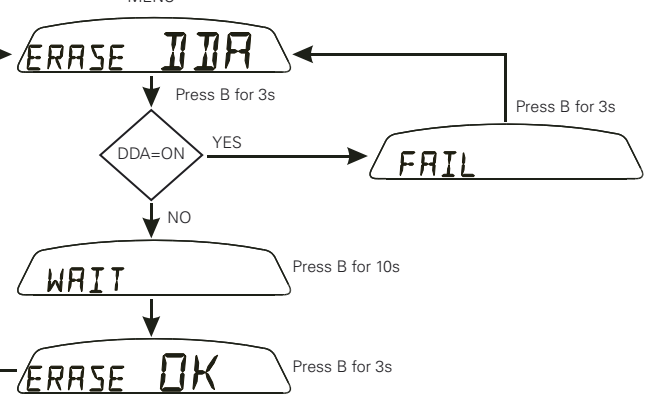 ERASE DDA
Press B for 3s
DDA=ON
YES
Press B for 3s
FAIL
NO
WAIT
Press B for 10s
ERASE OK
Press B for 3s